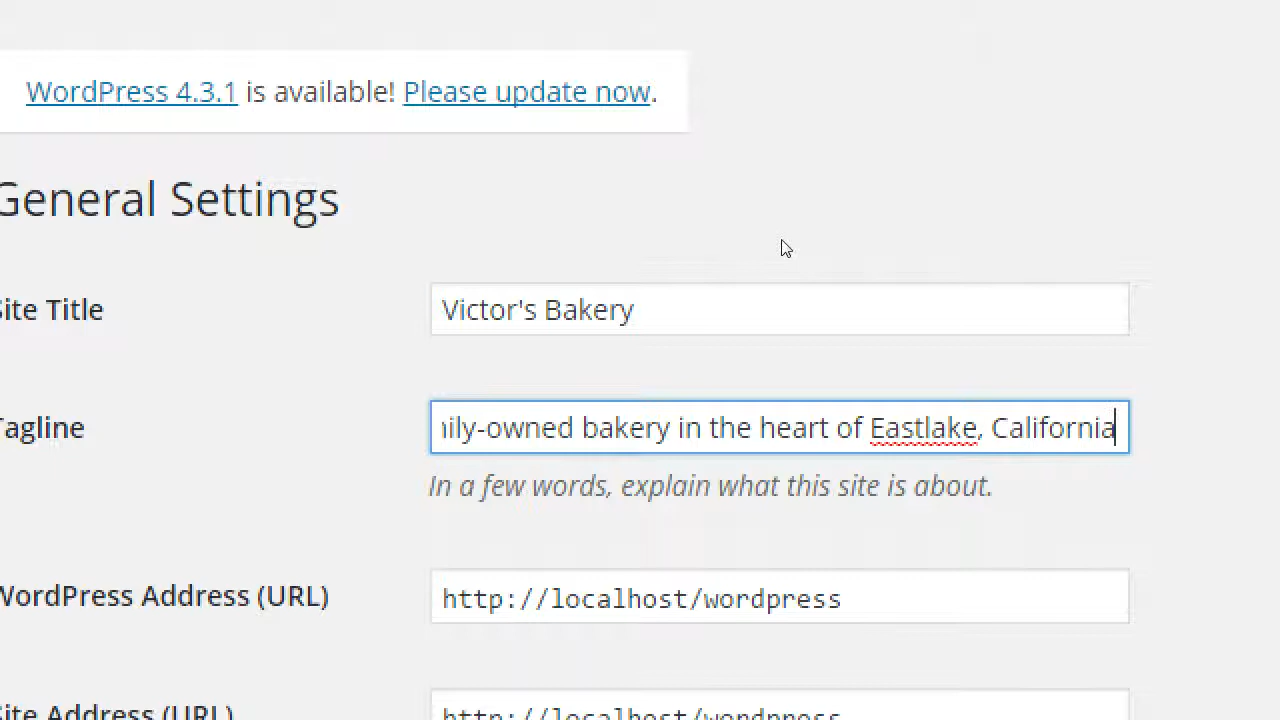 WordPress 4.3.1 is available! Please update now.
General Settings
Site Title
Victor's Bakery
Tagline
ily-owned bakery in the heart of Eastlake, California
In a few words, explain what this site is about.
WordPress Address (URL)
http://localhost/wordpress
Site Address (URL)
http://localhost/wordpress